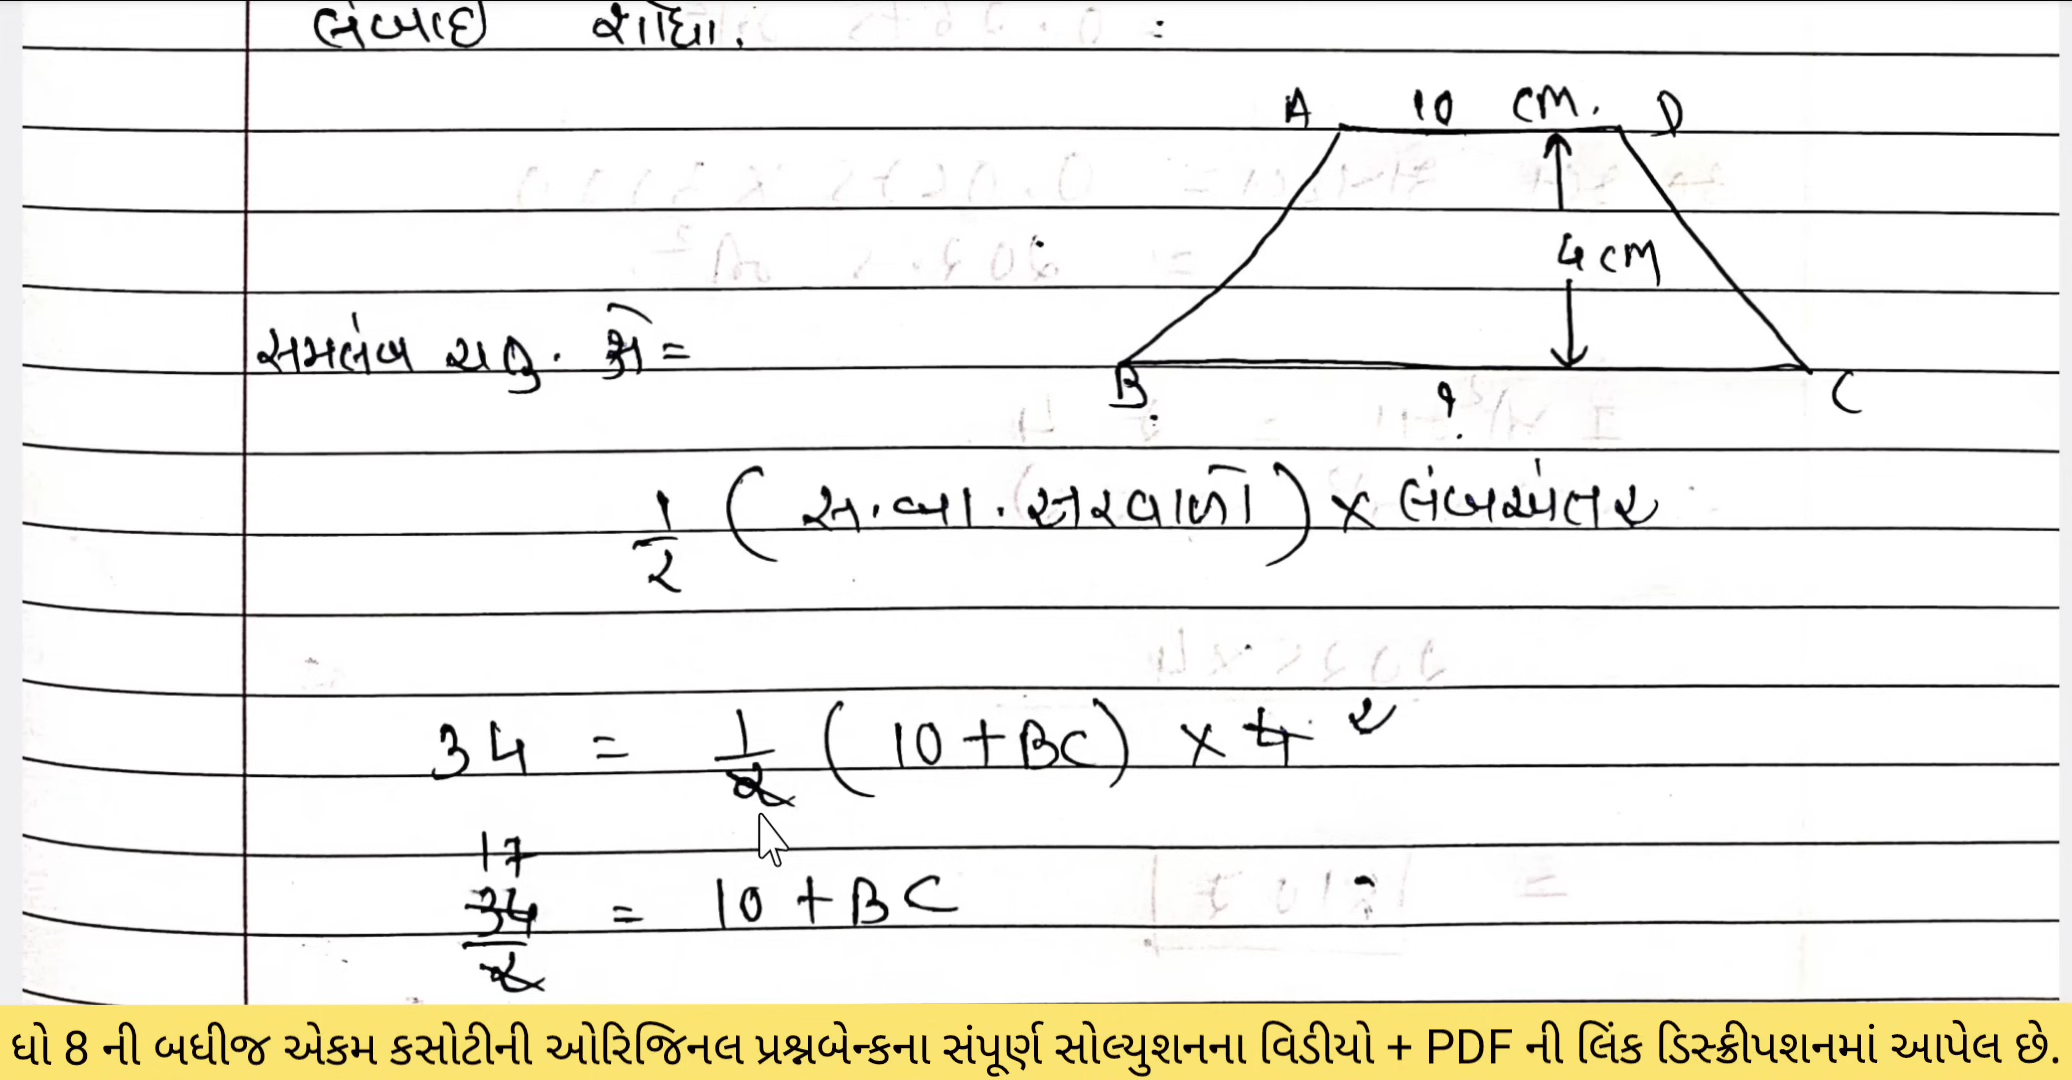 લંબાઈ શોધો.
A 10 cm. D
4 cm
સમલંબ ચતુ. ક્ષે =
B ? C
1/2 ( સ.બા. સરવાળો ) × લંબઅંતર
34 = 1/2 ( 10 + BC ) × 4 2
17
34/2 = 10 + BC
ધો 8 ની બધીજ એકમ કસોટીની ઓરિજિનલ પ્રશ્નબેન્કના સંપૂર્ણ સોલ્યુશનના વિડીયો + PDF ની લિંક ડિસ્ક્રીપશનમાં આપેલ છે.